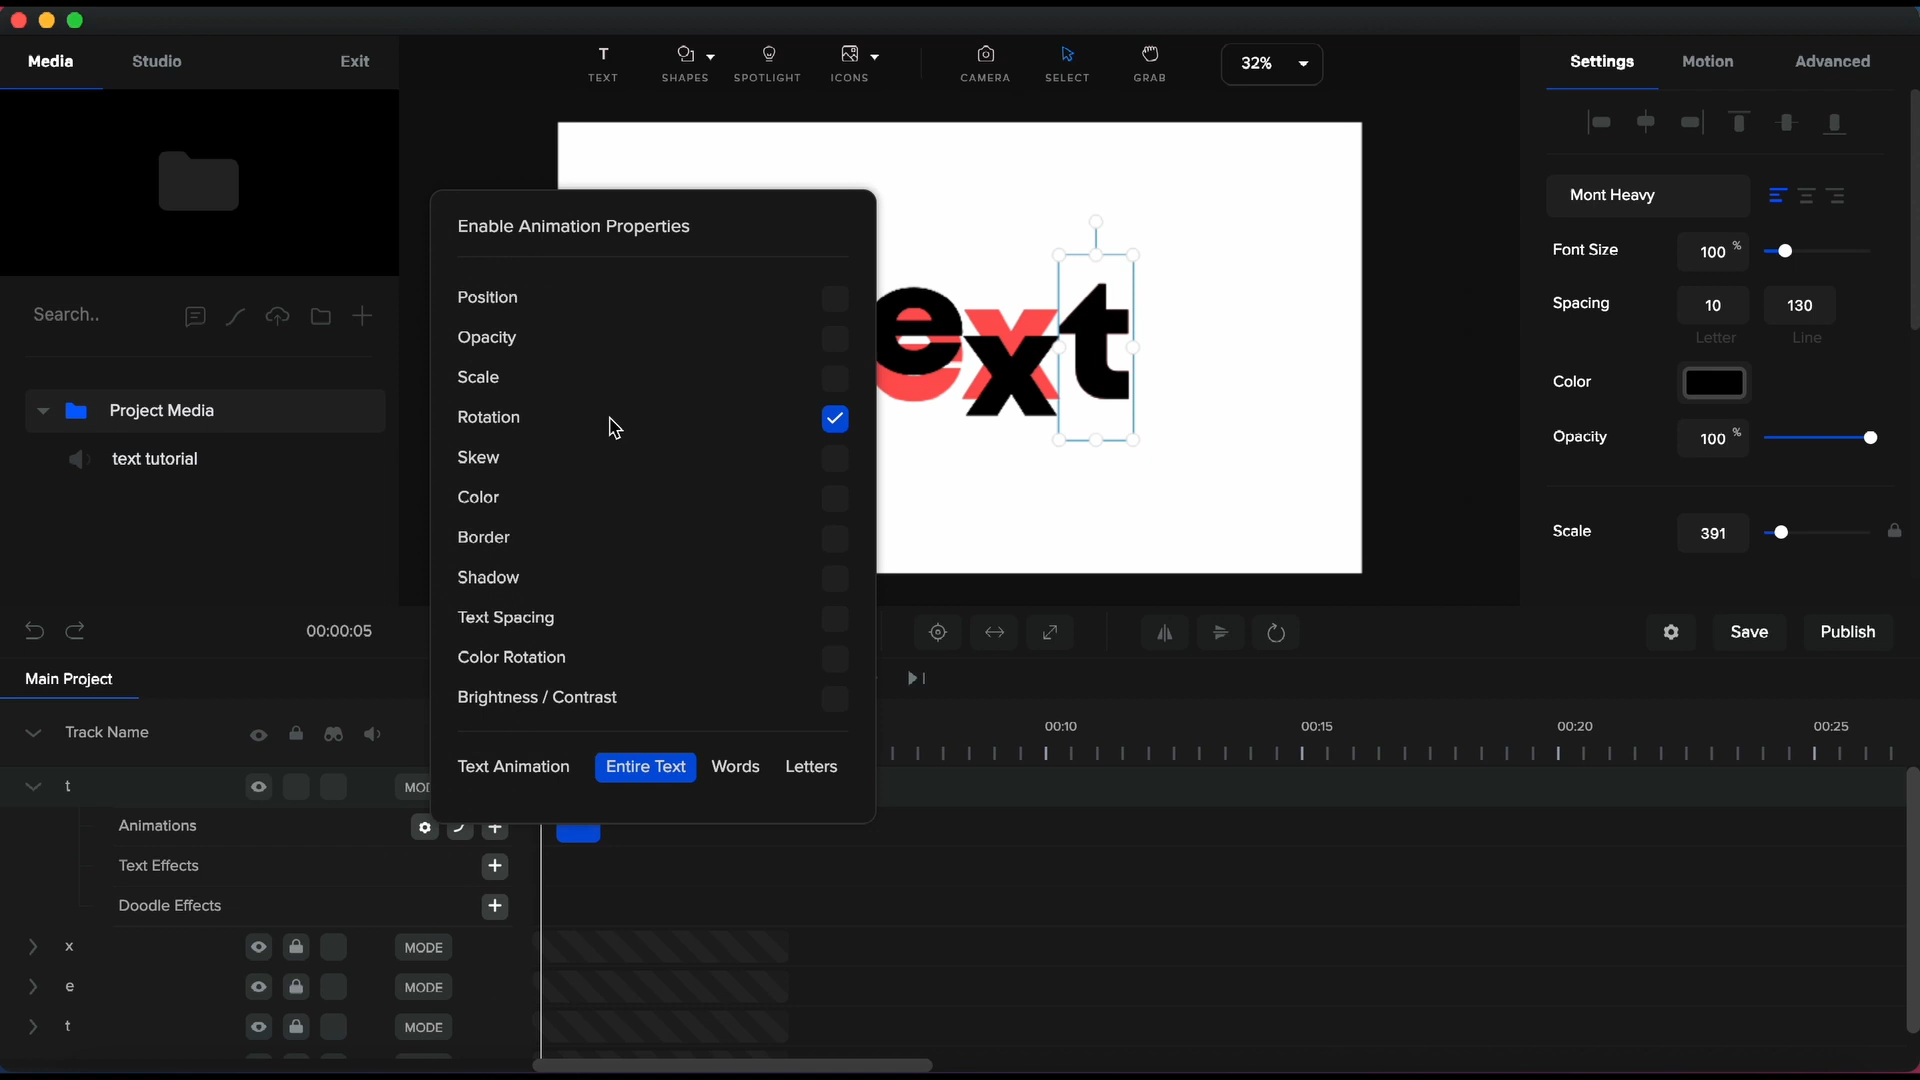 Media Studio Exit
TEXT SHAPES SPOTLIGHT ICONS CAMERA SELECT GRAB 32%
Settings Motion Advanced
Search..
Project Media
text tutorial
Enable Animation Properties
Position
Opacity
Scale
Rotation
Skew
Color
Border
Shadow
Text Spacing
Color Rotation
Brightness / Contrast
Text Animation Entire Text Words Letters
ext
Mont Heavy
Font Size 100 %
Spacing 10 130
Letter Line
Color
Opacity 100 %
Scale 391
00:00:05
Save Publish
Main Project
Track Name
00:10 00:15 00:20 00:25
t
Animations
Text Effects
Doodle Effects
x MODE
e MODE
t MODE